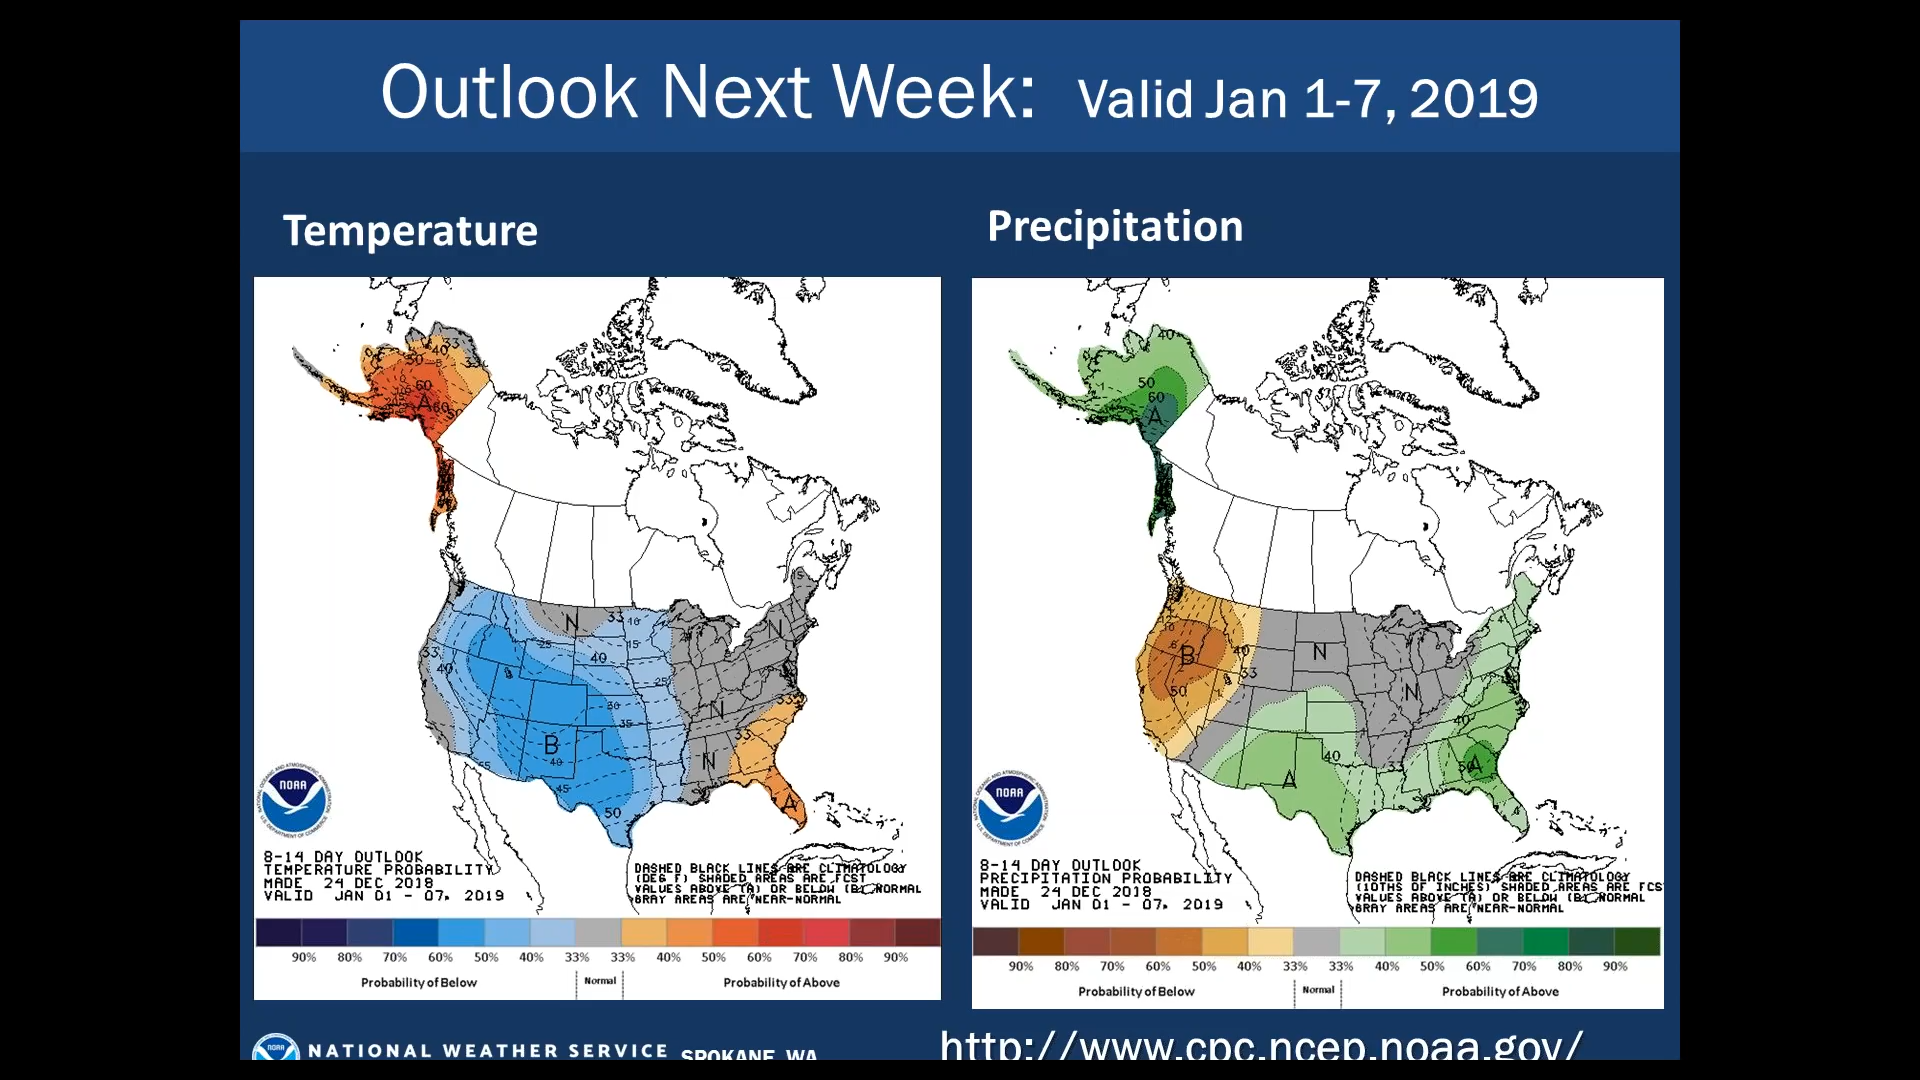 Outlook Next Week: Valid Jan 1-7, 2019
Temperature
Precipitation
NOAA
8-14 DAY OUTLOOK
TEMPERATURE PROBABILITY
MADE 24 DEC 2018
VALID JAN 01 - 07, 2019
DASHED BLACK LINES ARE CLIMATOLOGY
(DEG F) SHADED AREAS ARE FCST
VALUES ABOVE (A) OR BELOW (B), NORMAL
GRAY AREAS ARE NEAR-NORMAL
90% 80% 70% 60% 50% 40% 33% 33% 40% 50% 60% 70% 80% 90%
Probability of Below Normal Probability of Above
NOAA
8-14 DAY OUTLOOK
PRECIPITATION PROBABILITY
MADE 24 DEC 2018
VALID JAN 01 - 07, 2019
DASHED BLACK LINES ARE CLIMATOLOGY
(10THS OF INCHES) SHADED AREAS ARE FCS
VALUES ABOVE (A) OR BELOW (B) NORMAL
GRAY AREAS ARE NEAR-NORMAL
90% 80% 70% 60% 50% 40% 33% 33% 40% 50% 60% 70% 80% 90%
Probability of Below Normal Probability of Above
NOAA
NATIONAL WEATHER SERVICE SPOKANE, WA
http://www.cpc.ncep.noaa.gov/